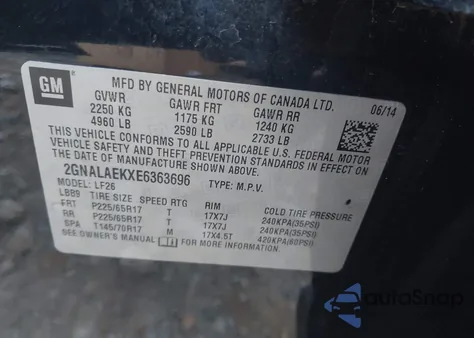 GM
MFD BY GENERAL MOTORS OF CANADA LTD.
06/14
GVWR GAWR FRT GAWR RR
2250 KG 1175 KG 1240 KG
4960 LB 2590 LB 2733 LB
THIS VEHICLE CONFORMS TO ALL APPLICABLE U.S. FEDERAL MOTOR
VEHICLE SAFETY, BUMPER, AND THEFT PREVENTION STANDARDS IN EFFECT
ON THE DATE OF MANUFACTURE SHOWN ABOVE.
2GNALAEKXE6363696 TYPE: M.P.V.
MODEL: LF26
LBB9 TIRE SIZE SPEED RTG RIM COLD TIRE PRESSURE
FRT P225/65R17 T 17X7J 240KPA(35PSI)
RR P225/65R17 T 17X7J 240KPA(35PSI)
SPA T145/70R17 M 17X4.5T 420KPA(60PSI)
SEE OWNER'S MANUAL FOR MORE INFORMATION.
autoSnap